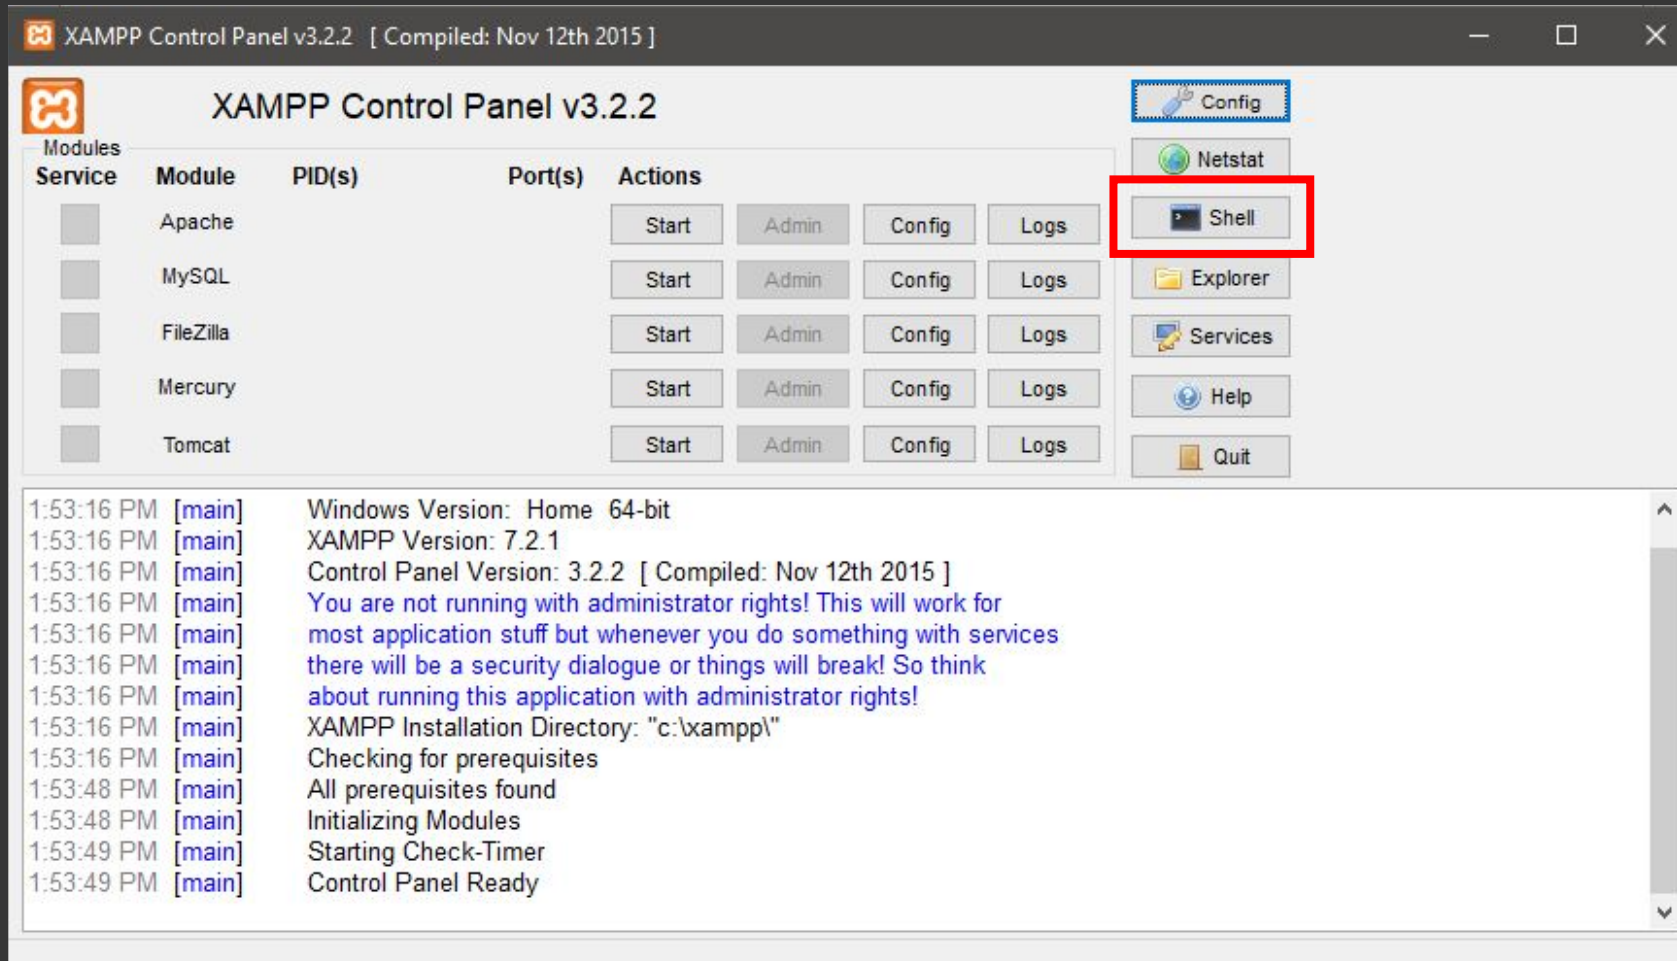 XAMPP Control Panel v3.2.2 [ Compiled: Nov 12th 2015 ]
XAMPP Control Panel v3.2.2
Config
Modules
Netstat
Service Module PID(s) Port(s) Actions
Shell
Apache Start Admin Config Logs
MySQL Start Admin Config Logs
Explorer
FileZilla Start Admin Config Logs
Services
Mercury Start Admin Config Logs
Help
Tomcat Start Admin Config Logs
Quit
1:53:16 PM [main] Windows Version: Home 64-bit
1:53:16 PM [main] XAMPP Version: 7.2.1
1:53:16 PM [main] Control Panel Version: 3.2.2 [ Compiled: Nov 12th 2015 ]
1:53:16 PM [main] You are not running with administrator rights! This will work for
1:53:16 PM [main] most application stuff but whenever you do something with services
1:53:16 PM [main] there will be a security dialogue or things will break! So think
1:53:16 PM [main] about running this application with administrator rights!
1:53:16 PM [main] XAMPP Installation Directory: "c:\xampp\"
1:53:16 PM [main] Checking for prerequisites
1:53:48 PM [main] All prerequisites found
1:53:48 PM [main] Initializing Modules
1:53:49 PM [main] Starting Check-Timer
1:53:49 PM [main] Control Panel Ready